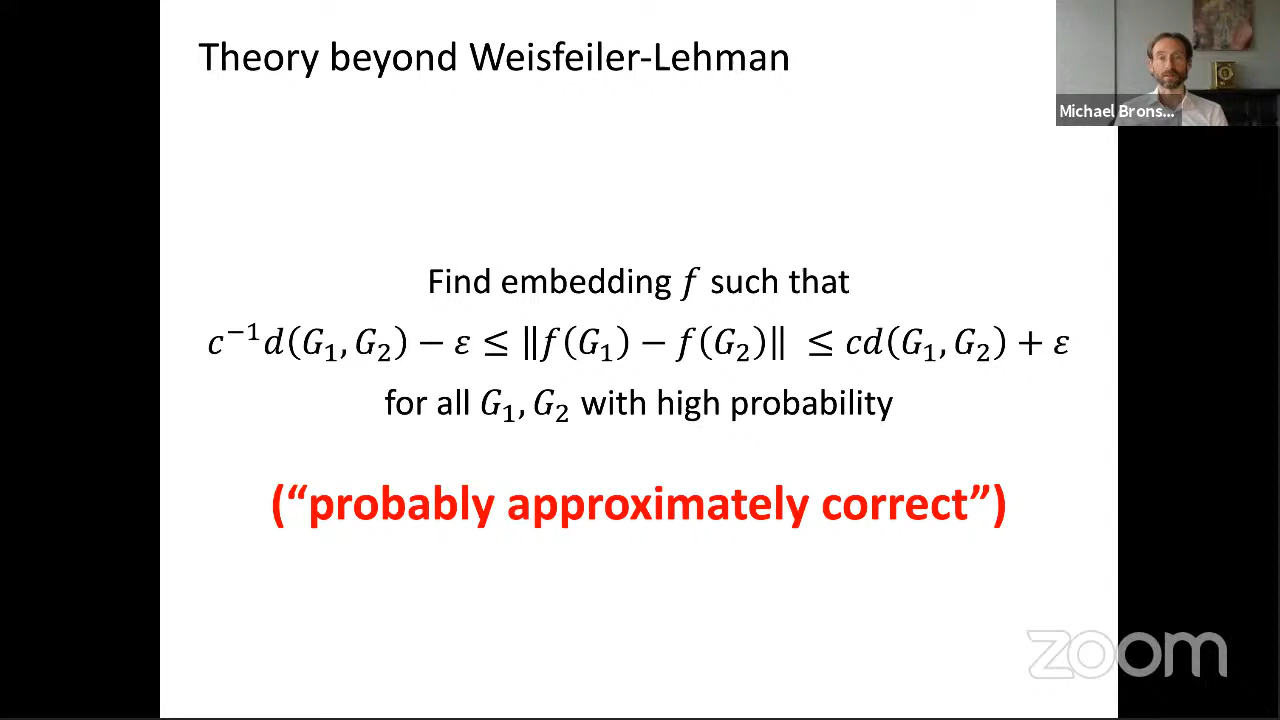 Theory beyond Weisfeiler-Lehman
Michael Brons...
Find embedding 𝑓 such that
𝑐⁻¹𝑑(𝐺₁, 𝐺₂) − 𝜀 ≤ ‖𝑓(𝐺₁) − 𝑓(𝐺₂)‖ ≤ 𝑐𝑑(𝐺₁, 𝐺₂) + 𝜀
for all 𝐺₁, 𝐺₂ with high probability
(“probably approximately correct”)
zoom